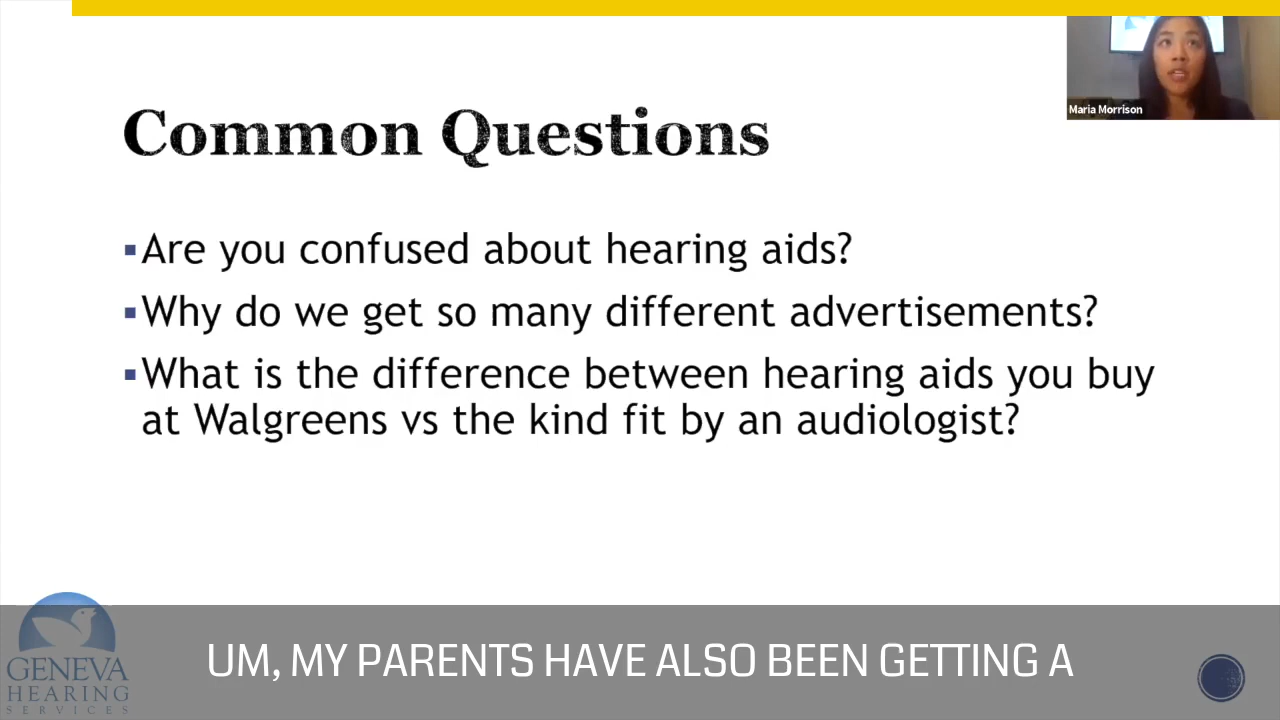 Maria Morrison
Common Questions
Are you confused about hearing aids?
Why do we get so many different advertisements?
What is the difference between hearing aids you buy
at Walgreens vs the kind fit by an audiologist?
UM, MY PARENTS HAVE ALSO BEEN GETTING A
GENEVA
HEARING
SERVICES